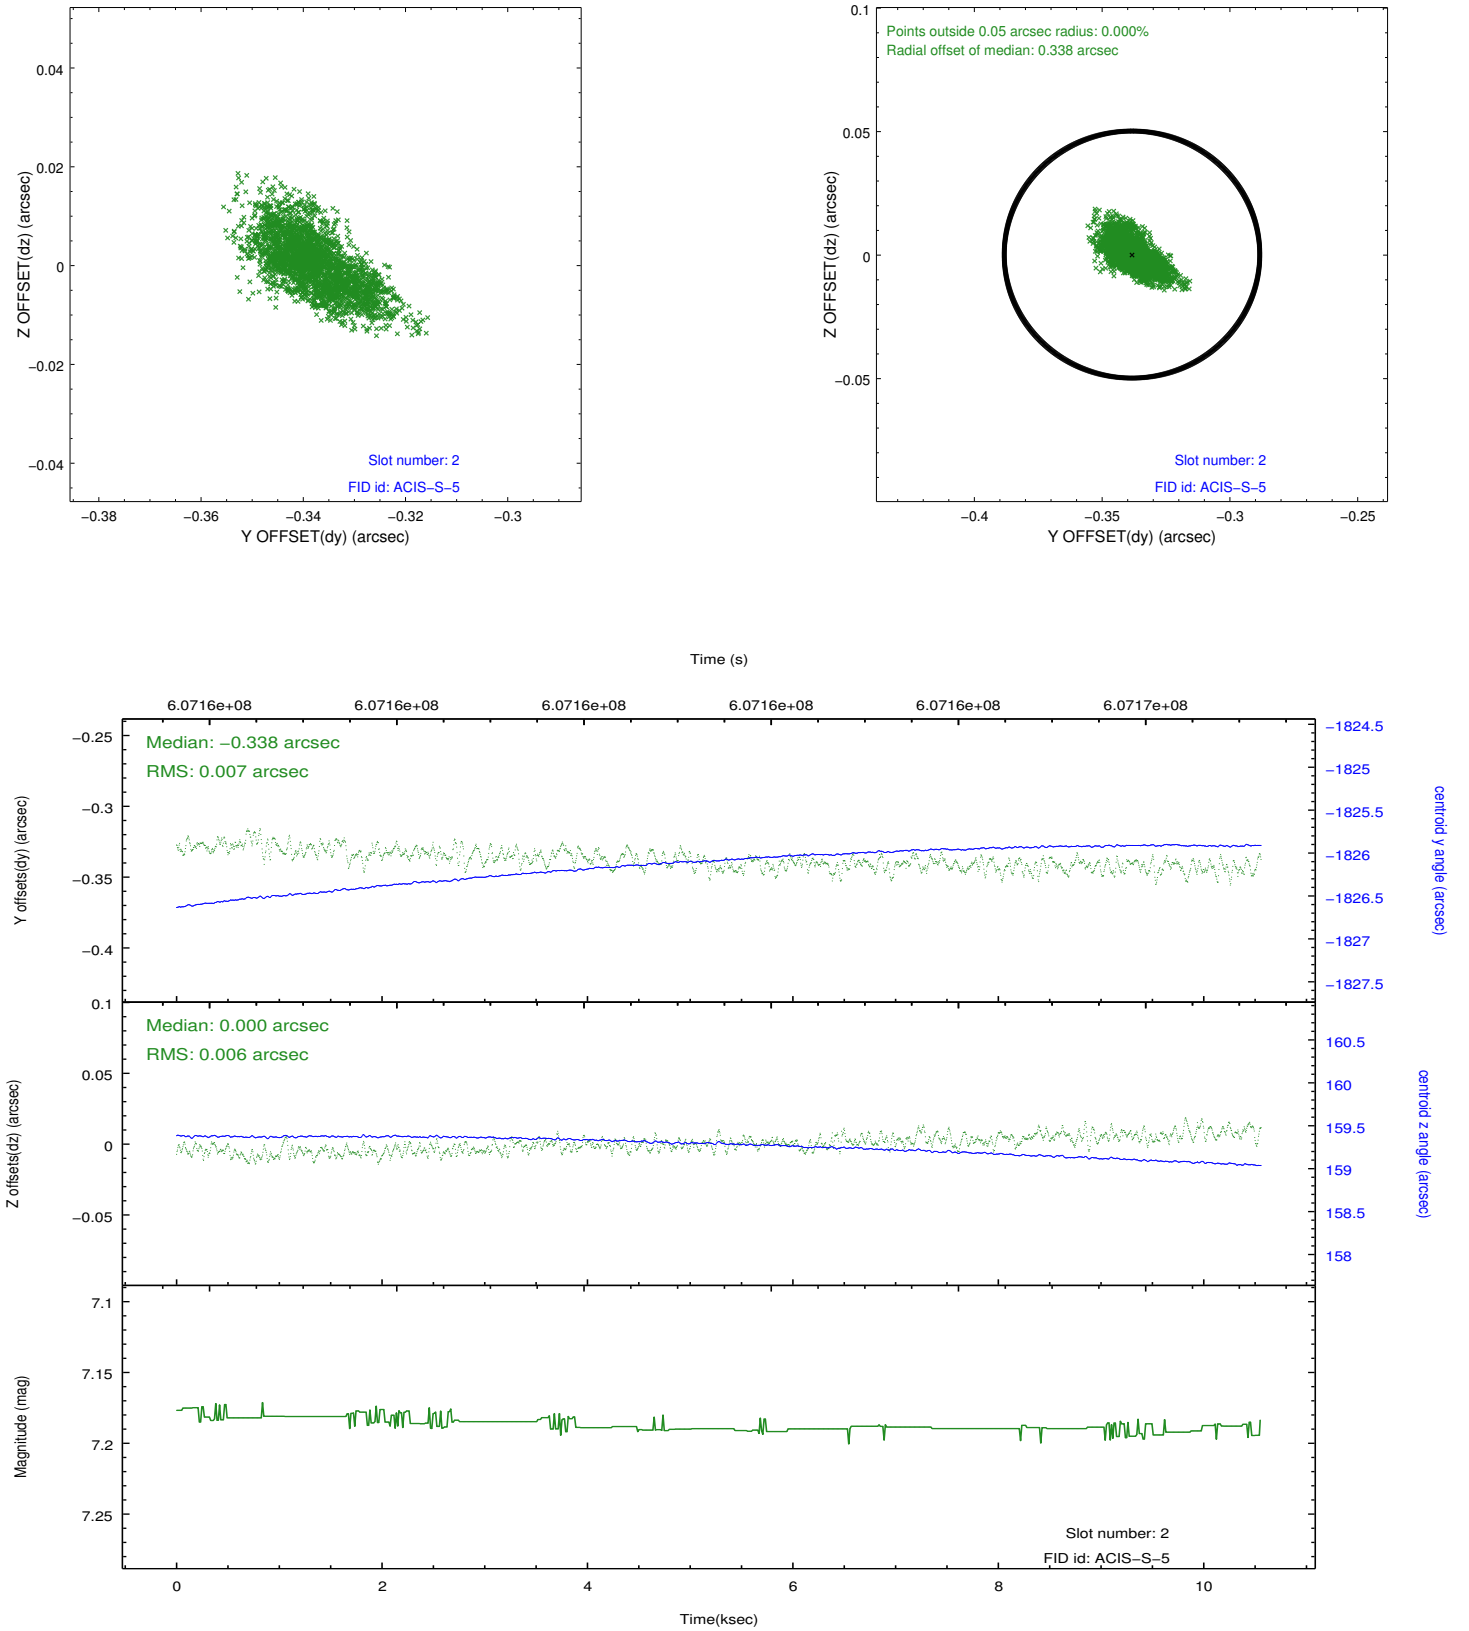 0.04
0.02
0
−0.02
−0.04
Z OFFSET(dz) (arcsec)
Slot number: 2
FID id: ACIS−S−5
−0.38
−0.36
−0.34
−0.32
−0.3
Y OFFSET(dy) (arcsec)
0.1
0.05
0
−0.05
Z OFFSET(dz) (arcsec)
Points outside 0.05 arcsec radius: 0.000%
Radial offset of median: 0.338 arcsec
Slot number: 2
FID id: ACIS−S−5
−0.4
−0.35
−0.3
−0.25
Y OFFSET(dy) (arcsec)
Time (s)
6.0716e+08
6.0716e+08
6.0716e+08
6.0716e+08
6.0716e+08
6.0717e+08
−0.25
−0.3
−0.35
−0.4
Y offsets(dy) (arcsec)
Median: −0.338 arcsec
RMS: 0.007 arcsec
−1824.5
−1825
−1825.5
−1826
−1826.5
−1827
−1827.5
centroid y angle (arcsec)
0.1
0.05
0
−0.05
Z offsets(dz) (arcsec)
Median: 0.000 arcsec
RMS: 0.006 arcsec
160.5
160
159.5
159
158.5
158
centroid z angle (arcsec)
7.1
7.15
7.2
7.25
Magnitude (mag)
Slot number: 2
FID id: ACIS−S−5
0
2
4
6
8
10
Time(ksec)